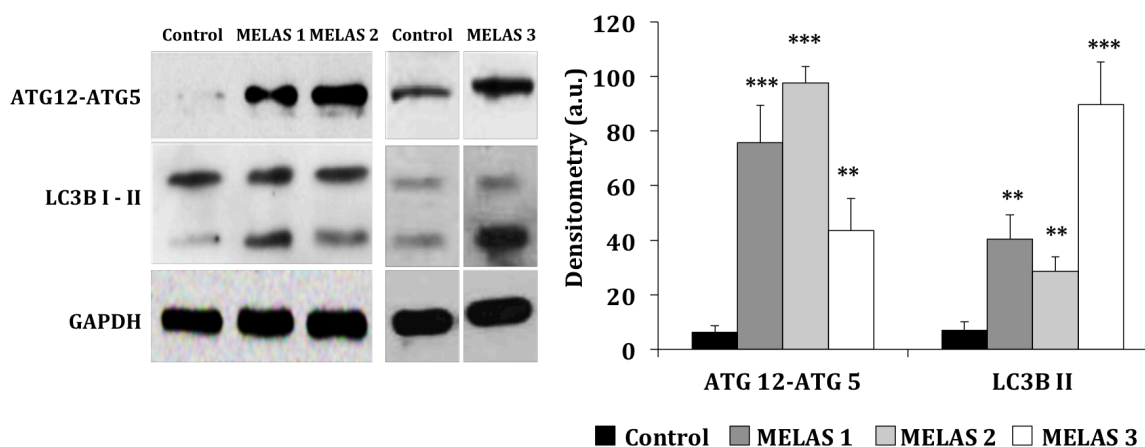 Control MELAS 1 MELAS 2 Control MELAS 3
ATG12-ATG5
LC3B I - II
GAPDH
Densitometry (a.u.)
120
100
80
60
40
20
0
***
***
**
**
**
***
ATG 12-ATG 5 LC3B II
Control MELAS 1 MELAS 2 MELAS 3